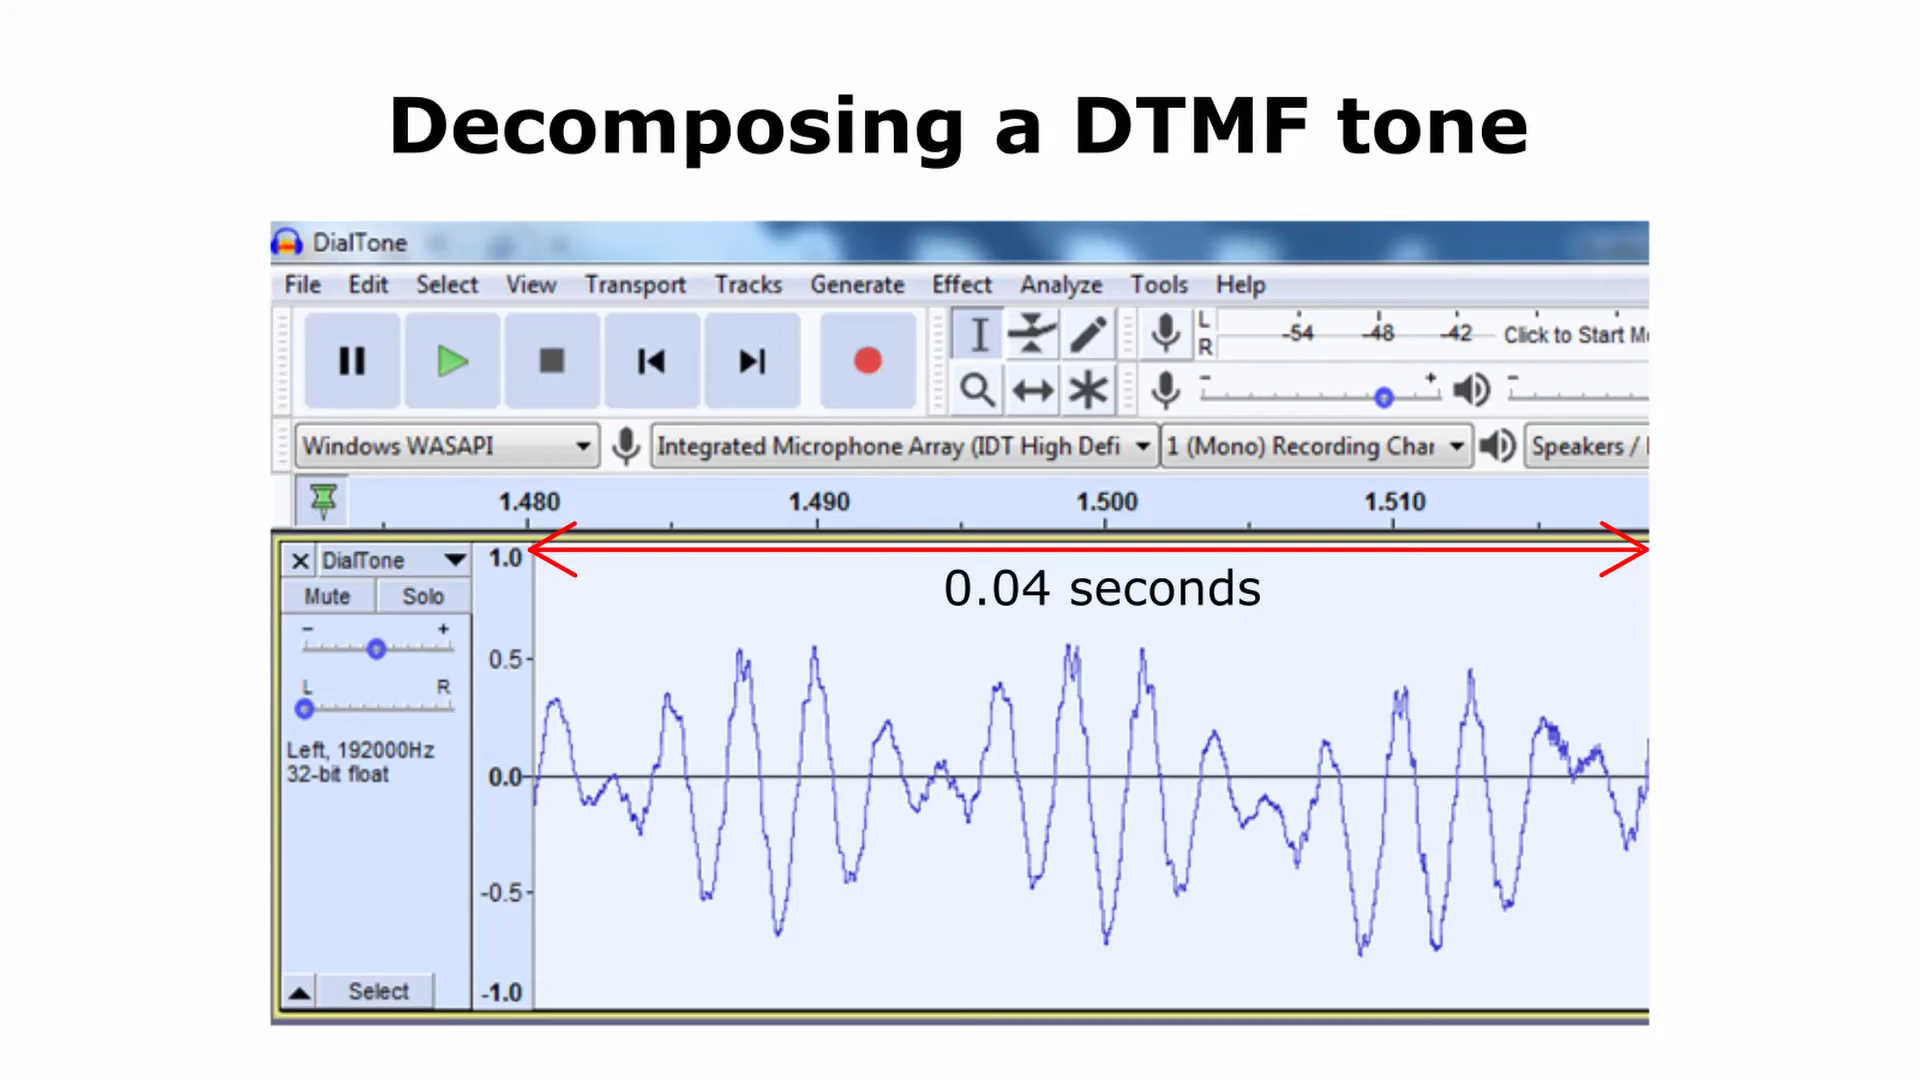 Decomposing a DTMF tone
DialTone
File Edit Select View Transport Tracks Generate Effect Analyze Tools Help
L
R
-54 -48 -42 Click to Start M
- + -
Windows WASAPI Integrated Microphone Array (IDT High Defi 1 (Mono) Recording Char Speakers /
1.480 1.490 1.500 1.510
X DialTone 1.0
0.04 seconds
Mute Solo
- +
0.5
L R
Left, 192000Hz
32-bit float
0.0
-0.5
Select
-1.0